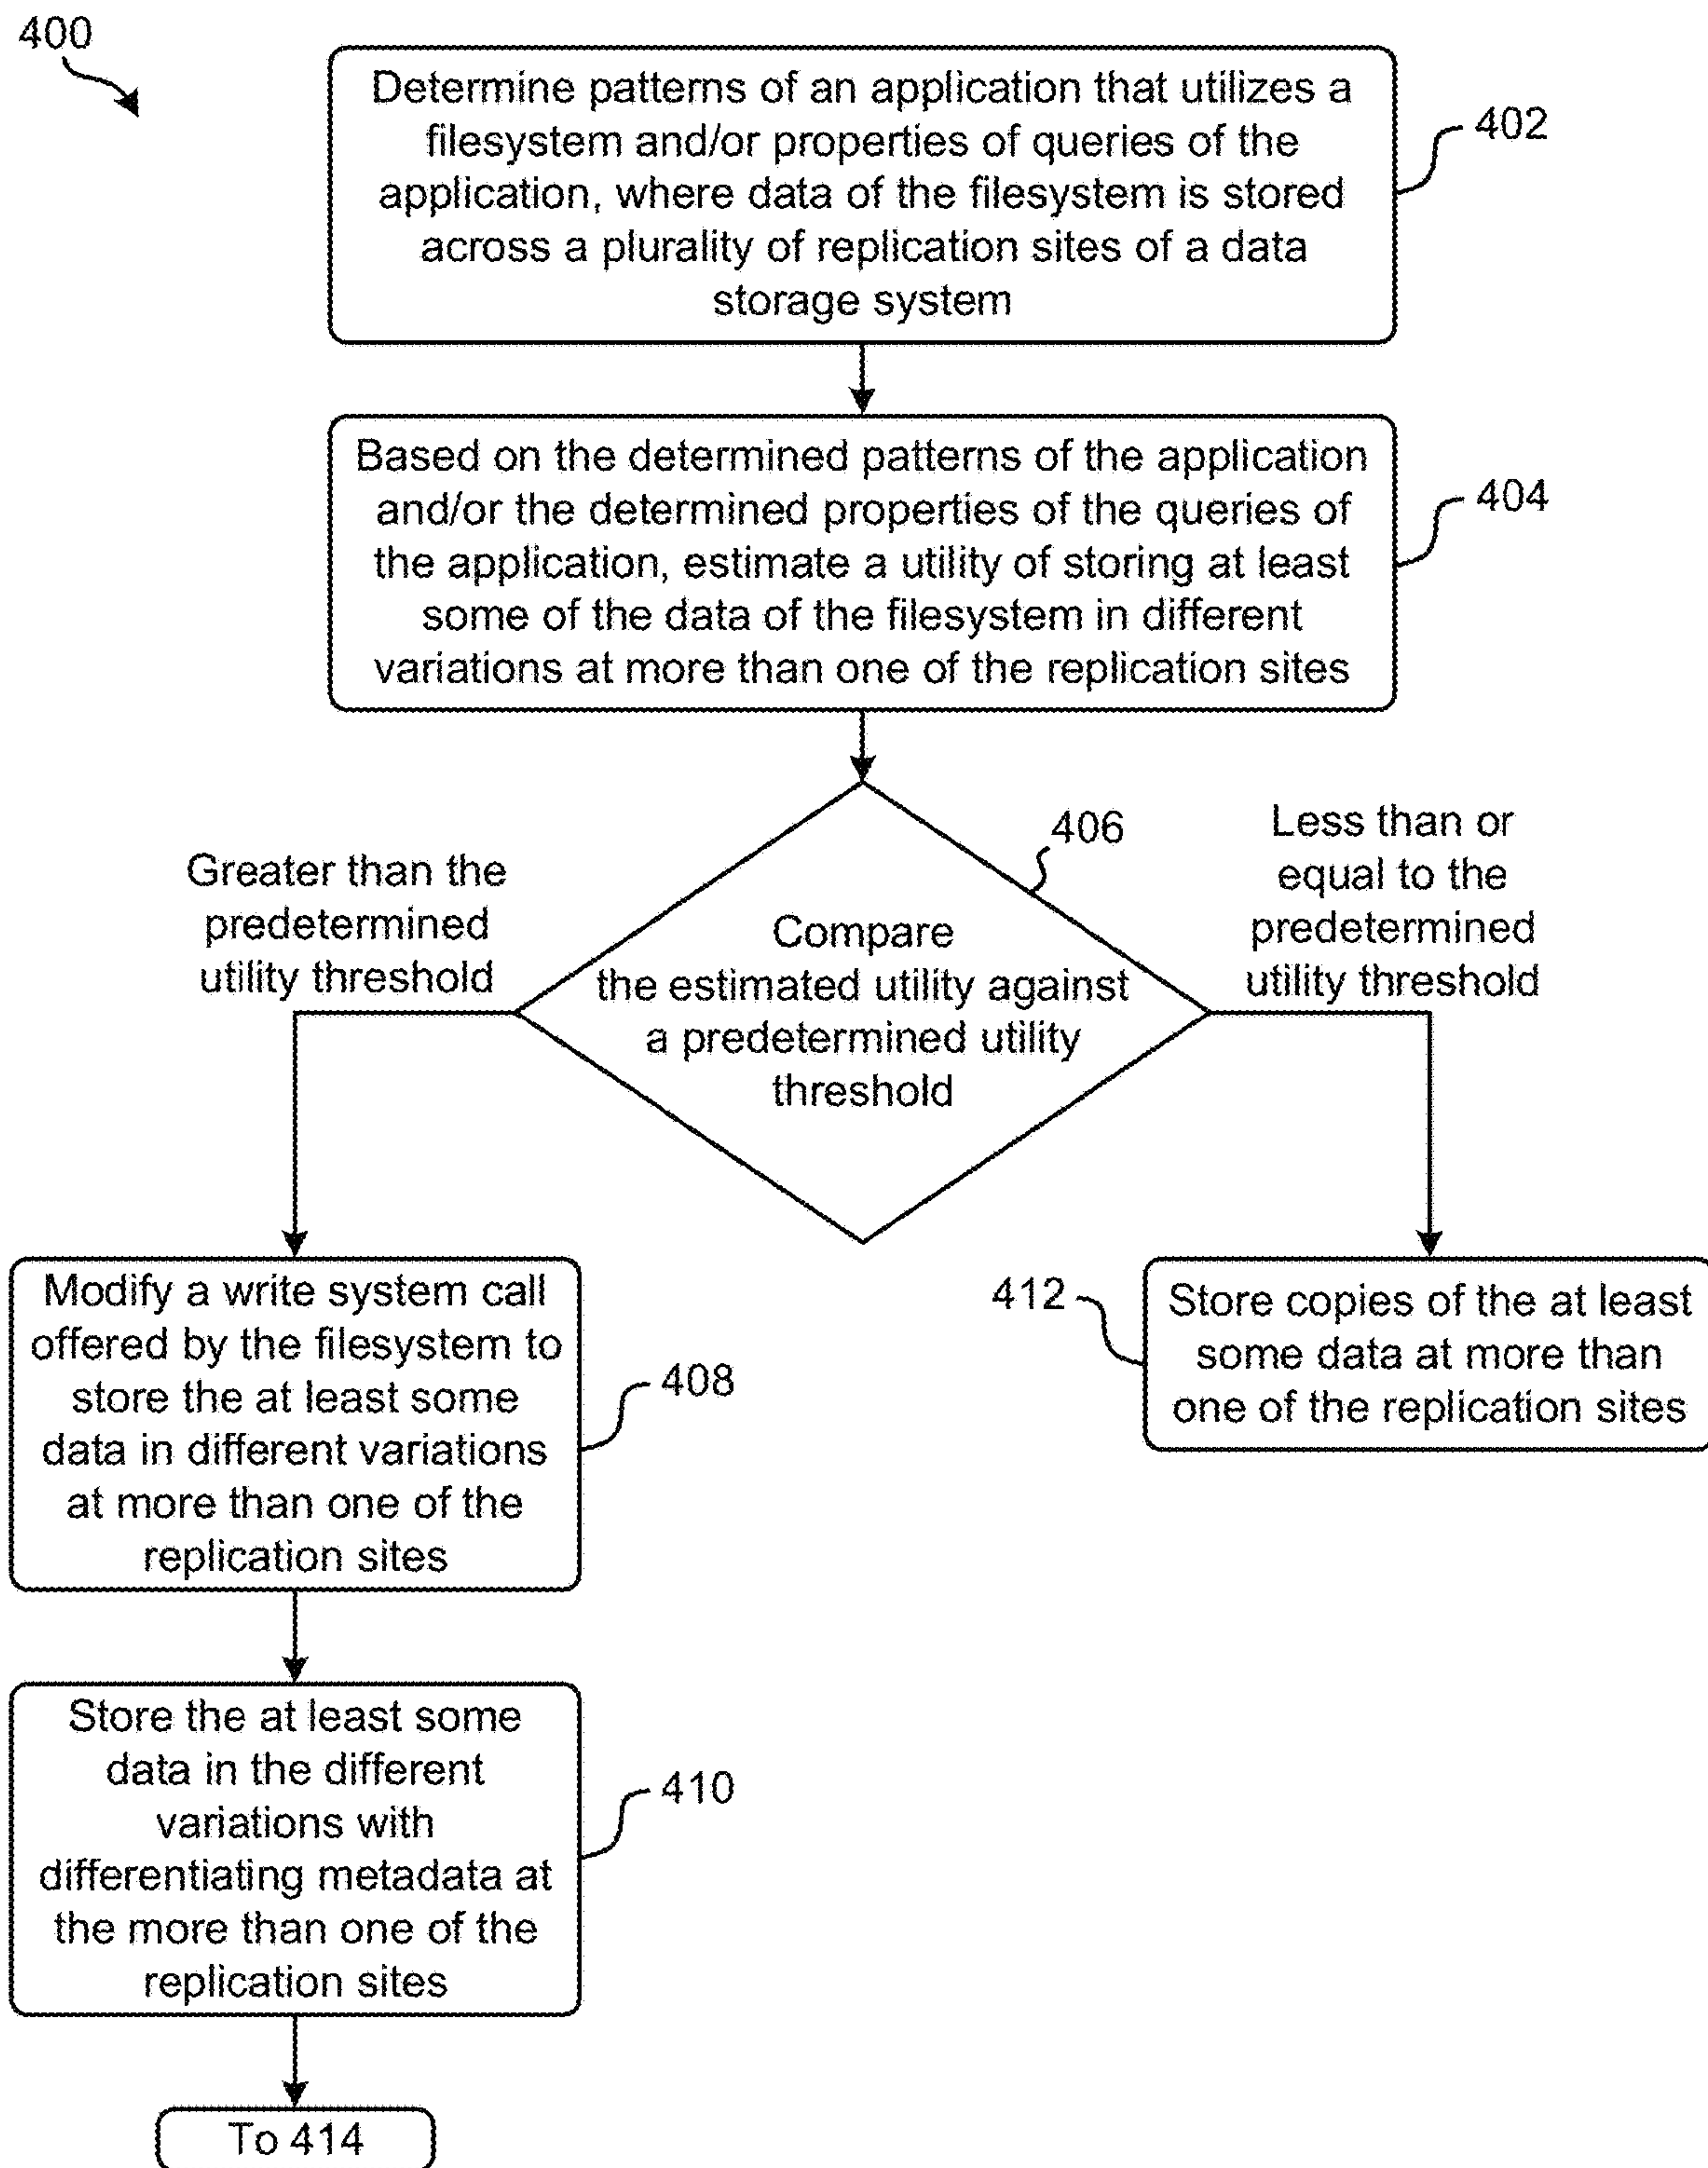 400
Determine patterns of an application that utilizes a
filesystem and/or properties of queries of the
application, where data of the filesystem is stored
across a plurality of replication sites of a data
storage system
402
Based on the determined patterns of the application
and/or the determined properties of the queries of
the application, estimate a utility of storing at least
some of the data of the filesystem in different
variations at more than one of the replication sites
404
406
Compare
the estimated utility against
a predetermined utility
threshold
Greater than the
predetermined
utility threshold
Less than or
equal to the
predetermined
utility threshold
Modify a write system call
offered by the filesystem to
store the at least some
data in different variations
at more than one of the
replication sites
408
412
Store copies of the at least
some data at more than
one of the replication sites
Store the at least some
data in the different
variations with
differentiating metadata at
the more than one of the
replication sites
410
To 414